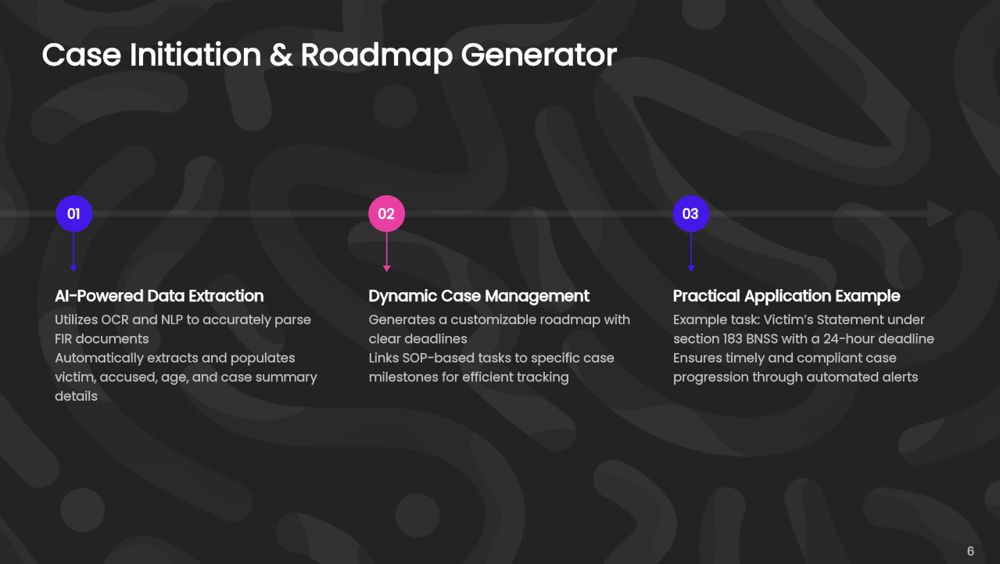 Case Initiation & Roadmap Generator
01
02
03
AI-Powered Data Extraction
Utilizes OCR and NLP to accurately parse
FIR documents
Automatically extracts and populates
victim, accused, age, and case summary
details
Dynamic Case Management
Generates a customizable roadmap with
clear deadlines
Links SOP-based tasks to specific case
milestones for efficient tracking
Practical Application Example
Example task: Victim’s Statement under
section 183 BNSS with a 24-hour deadline
Ensures timely and compliant case
progression through automated alerts
6